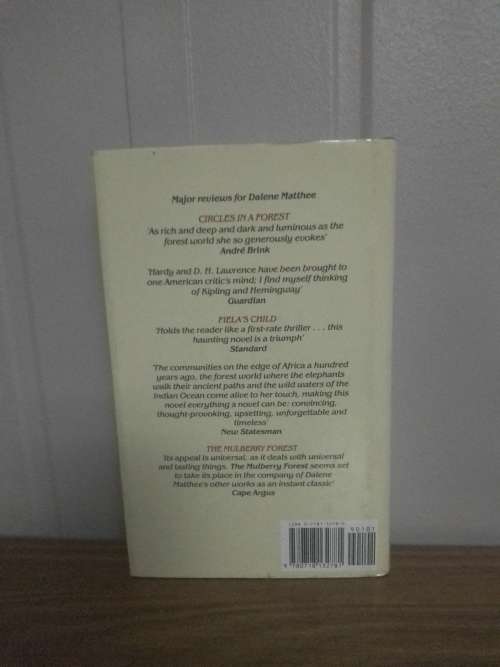 Major reviews for Dalene Matthee
CIRCLES IN A FOREST
'As rich and deep and dark and luminous as the
forest world she so generously evokes'
André Brink
'Hardy and D. H. Lawrence have been brought to
one American critic's mind; I find myself thinking
of Kipling and Hemingway'
Guardian
FIELA'S CHILD
'Holds the reader like a first-rate thriller . . . this
haunting novel is a triumph'
Standard
'The communities on the edge of Africa a hundred
years ago, the forest world where the elephants
walk their ancient paths and the wild waters of the
Indian Ocean come alive to her touch, making this
novel everything a novel can be: convincing,
thought-provoking, upsetting, unforgettable and
timeless'
New Statesman
THE MULBERRY FOREST
'Its appeal is universal, as it deals with universal
and lasting things. The Mulberry Forest seems set
to take its place in the company of Dalene
Matthee's other works as an instant classic'
Cape Argus
ISBN
90101